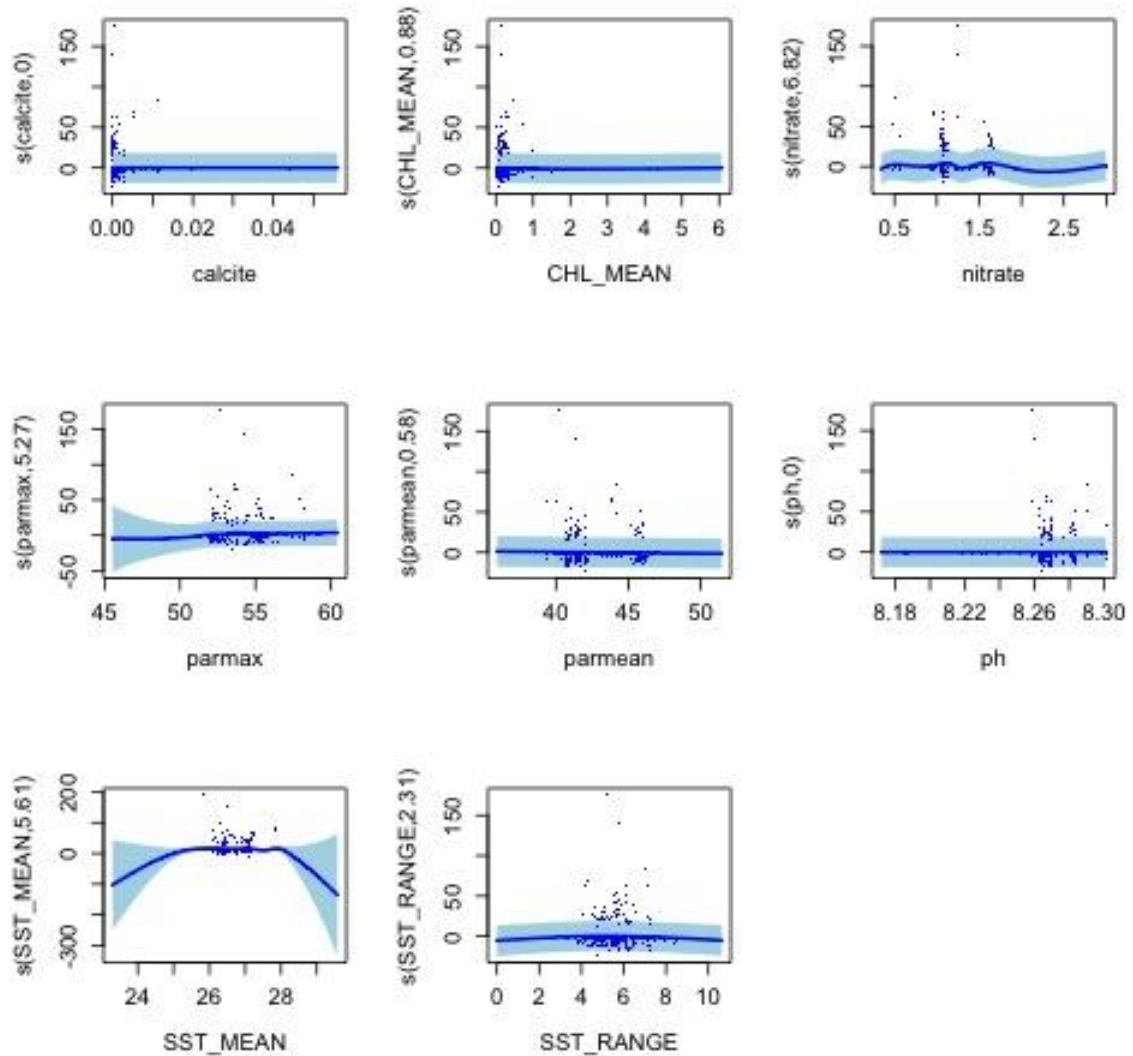 s(calcite,0)
150
50
0
0.00 0.02 0.04
calcite
s(CHL_MEAN,0.88)
150
50
0
0 1 2 3 4 5 6
CHL_MEAN
s(nitrate,6.82)
150
50
0
0.5 1.5 2.5
nitrate
s(parmax,5.27)
150
50
-50
45 50 55 60
parmax
s(parmean,0.58)
150
50
0
40 45 50
parmean
s(ph,0)
150
50
0
8.18 8.22 8.26 8.30
ph
s(SST_MEAN,5.61)
200
0
-300
24 26 28
SST_MEAN
s(SST_RANGE,2.31)
150
50
0
0 2 4 6 8 10
SST_RANGE